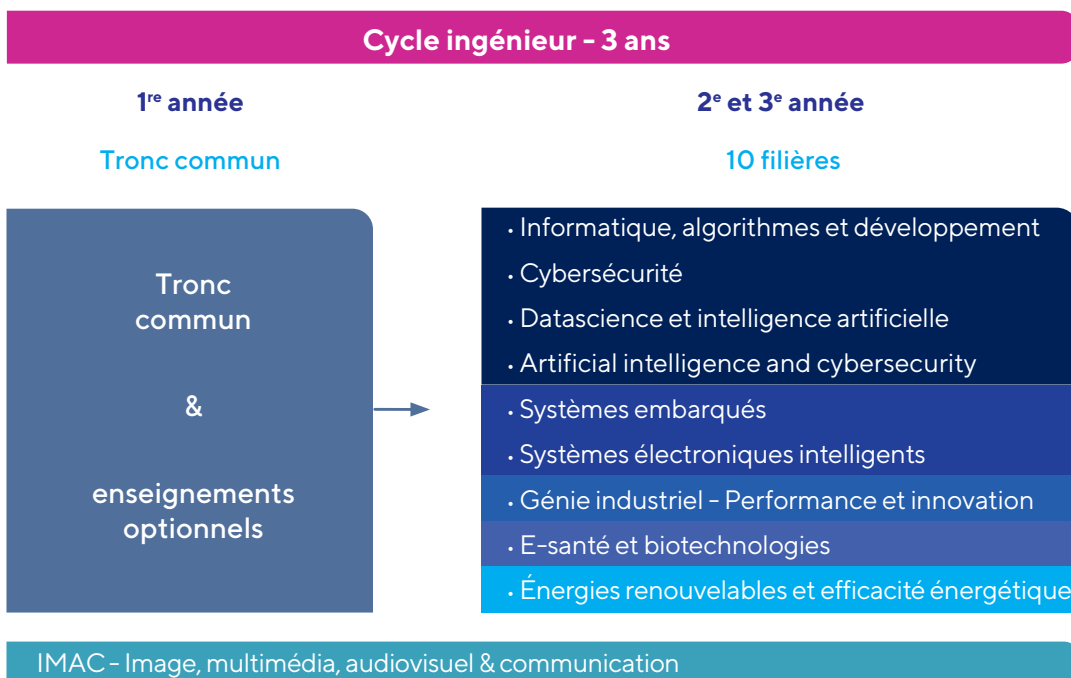 Cycle ingénieur - 3 ans
1re année
Tronc commun
2e et 3e année
10 filières
Tronc
commun
&
enseignements
optionnels
• Informatique, algorithmes et développement
• Cybersécurité
• Datascience et intelligence artificielle
• Artificial intelligence and cybersecurity
• Systèmes embarqués
• Systèmes électroniques intelligents
• Génie industriel - Performance et innovation
• E-santé et biotechnologies
• Énergies renouvelables et efficacité énergétique
IMAC - Image, multimédia, audiovisuel & communication